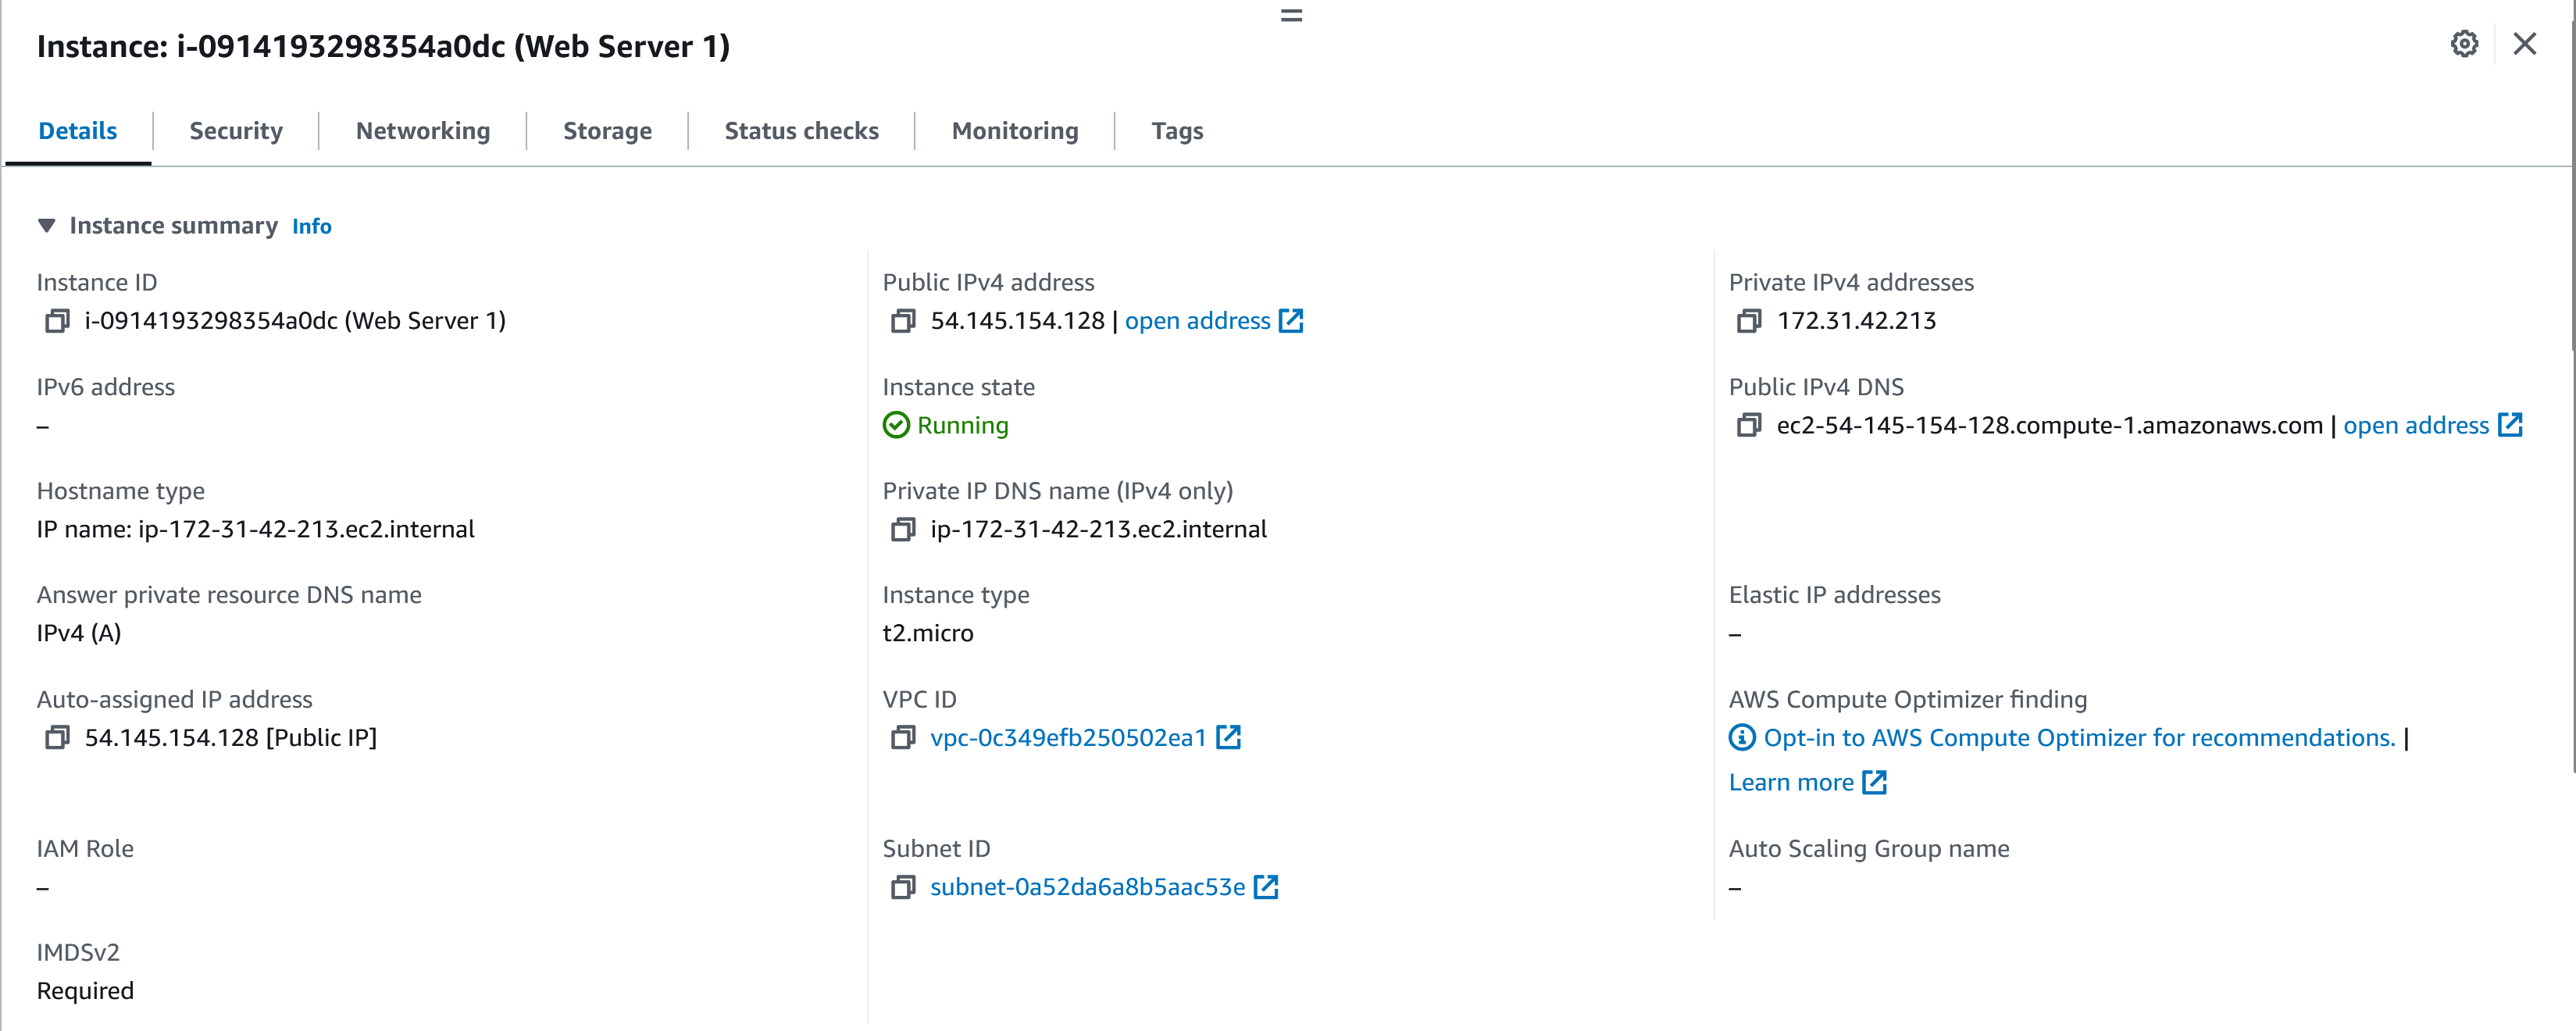 Instance: i-0914193298354a0dc (Web Server 1)
Details
Security
Networking
Storage
Status checks
Monitoring
Tags
Instance summary Info
Instance ID
i-0914193298354a0dc (Web Server 1)
Public IPv4 address
54.145.154.128 | open address
Private IPv4 addresses
172.31.42.213
IPv6 address
–
Instance state
Running
Public IPv4 DNS
ec2-54-145-154-128.compute-1.amazonaws.com | open address
Hostname type
IP name: ip-172-31-42-213.ec2.internal
Private IP DNS name (IPv4 only)
ip-172-31-42-213.ec2.internal
Answer private resource DNS name
IPv4 (A)
Instance type
t2.micro
Elastic IP addresses
–
Auto-assigned IP address
54.145.154.128 [Public IP]
VPC ID
vpc-0c349efb250502ea1
AWS Compute Optimizer finding
Opt-in to AWS Compute Optimizer for recommendations. |
Learn more
IAM Role
–
Subnet ID
subnet-0a52da6a8b5aac53e
Auto Scaling Group name
–
IMDSv2
Required